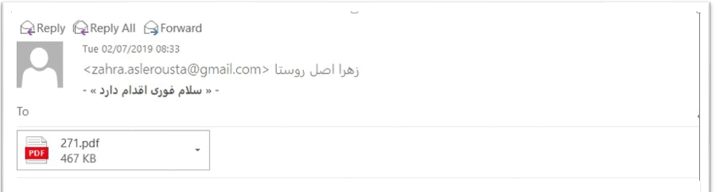 Reply Reply All Forward
Tue 02/07/2019 08:33
<zahra.aslerousta@gmail.com> زهرا اصل روستا
- « سلام فوری اقدام دارد » -
To
271.pdf
PDF
467 KB